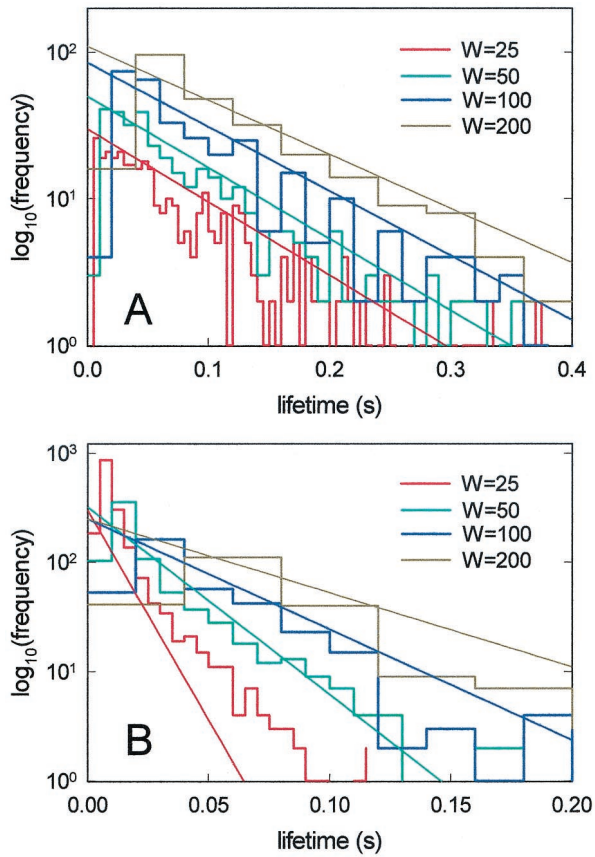 10²
10¹
10⁰
log₁₀(frequency)
W=25
W=50
W=100
W=200
A
0.0 0.1 0.2 0.3 0.4
lifetime (s)
10³
10²
10¹
10⁰
log₁₀(frequency)
W=25
W=50
W=100
W=200
B
0.00 0.05 0.10 0.15 0.20
lifetime (s)